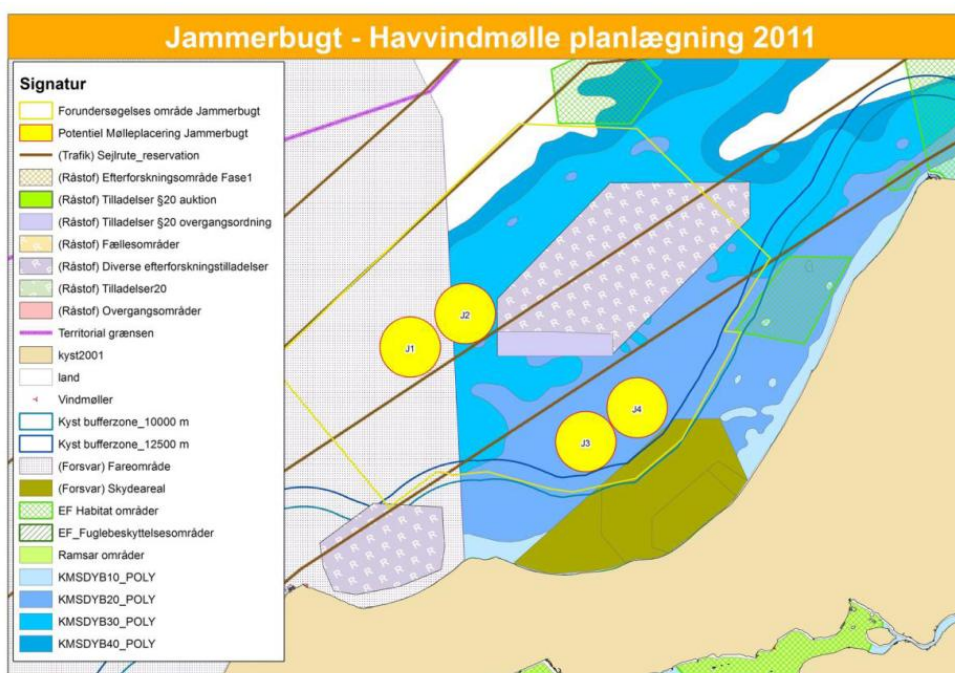 Jammerbugt - Havvindmølle planlægning 2011
Signatur
Forundersøgelses område Jammerbugt
Potentiel Mølleplacering Jammerbugt
(Trafik) Sejlrute_reservation
(Råstof) Efterforskningsområde Fase1
(Råstof) Tilladelser §20 auktion
(Råstof) Tilladelser §20 overgangsordning
(Råstof) Fællesområder
(Råstof) Diverse efterforskningstilladelser
(Råstof) Tilladelser20
(Råstof) Overgangsområder
Territorial grænsen
kyst2001
land
Vindmøller
Kyst bufferzone_10000 m
Kyst bufferzone_12500 m
(Forsvar) Fareområde
(Forsvar) Skydeareal
EF Habitat områder
EF_Fuglebeskyttelsesområder
Ramsar områder
KMSDYB10_POLY
KMSDYB20_POLY
KMSDYB30_POLY
KMSDYB40_POLY
J2
J1
J4
J3